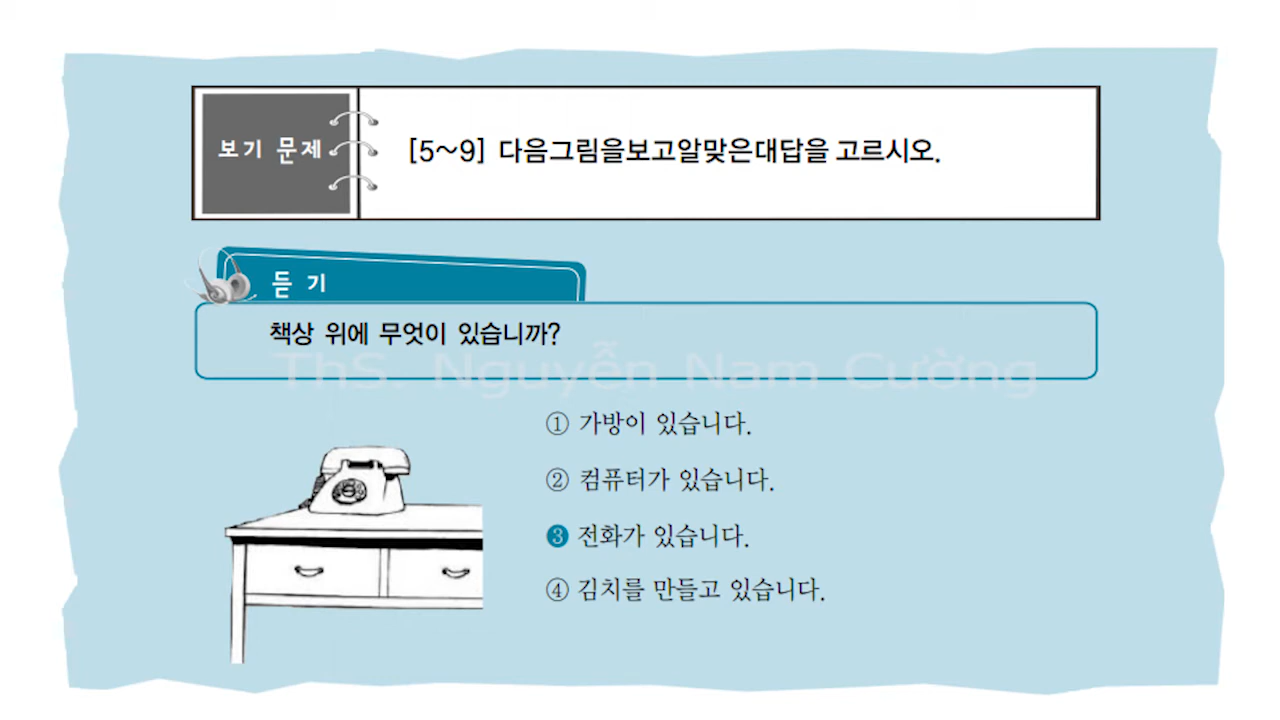 보기 문제
[5~9] 다음그림을보고알맞은대답을 고르시오.
듣 기
책상 위에 무엇이 있습니까?
ThS. Nguyễn Nam Cường
① 가방이 있습니다.
② 컴퓨터가 있습니다.
❸ 전화가 있습니다.
④ 김치를 만들고 있습니다.